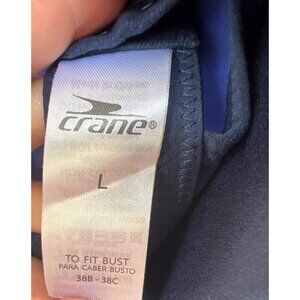 crane®
L
TO FIT BUST
PARA CABER BUSTO
38B - 38C